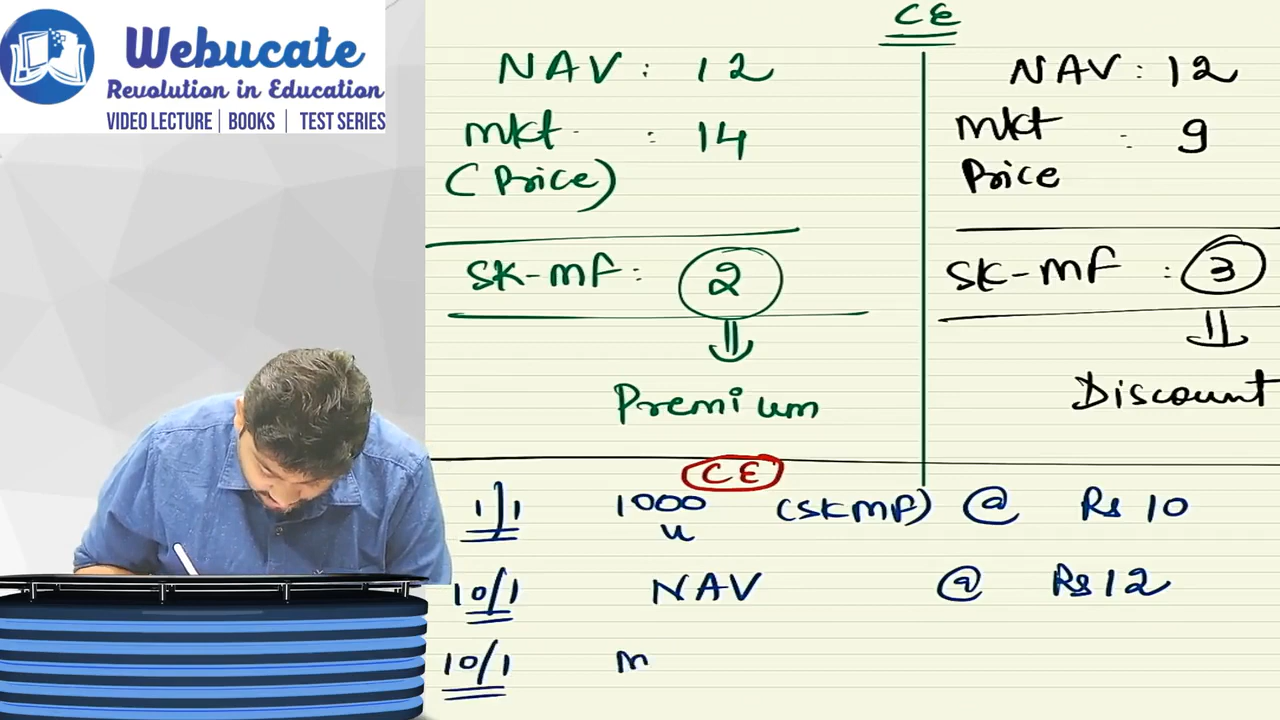 Webucate
Revolution in Education
VIDEO LECTURE | BOOKS | TEST SERIES
CE
NAV : 12
mkt : 14
(Price)
SK-MF : 2
Premium
NAV : 12
mkt : 9
Price
SK-MF : 3
Discount
CE
1/1 1000 (SKMF) @ Rs 10
u
10/1 NAV @ Rs 12
10/1 m